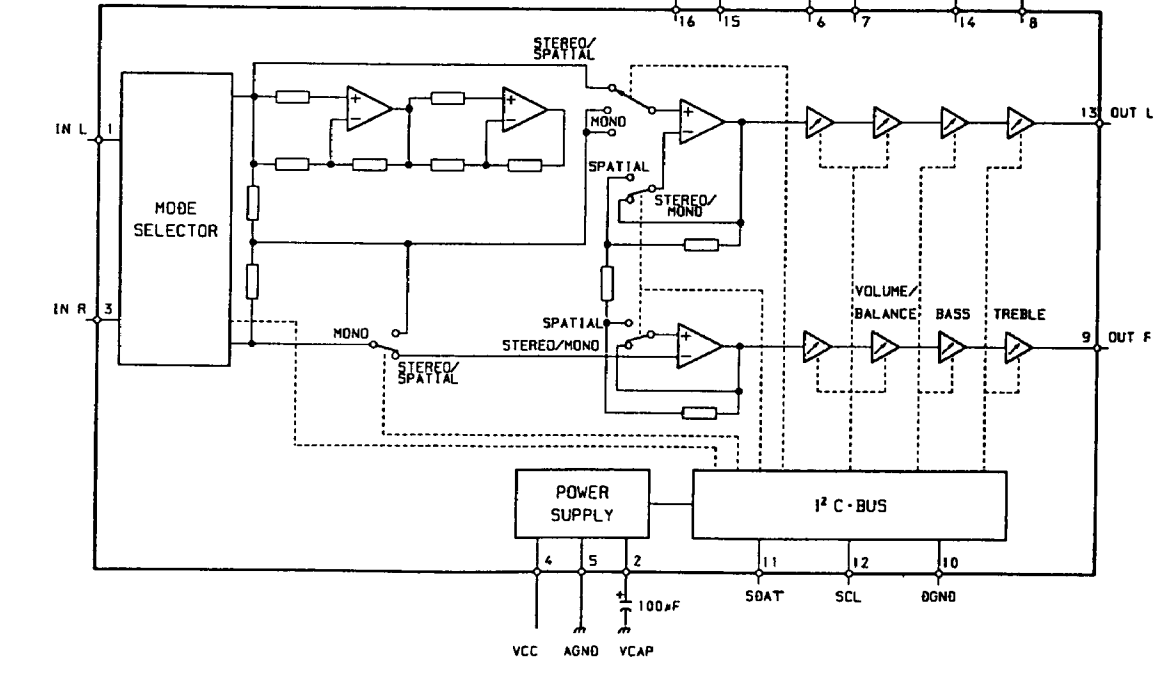 16 15 6 7 14 8
STEREO/
SPATIAL
IN L 1
13 OUT L
MONO
SPATIAL
STEREO/
MONO
MODE
SELECTOR
VOLUME/
BALANCE BASS TREBLE
IN R 3
SPATIAL
MONO
STEREO/MONO
9 OUT F
STEREO/
SPATIAL
POWER
SUPPLY
I² C-BUS
4 5 2 11 12 10
SDAT SCL DGND
+ 100µF
VCC AGND VCAP